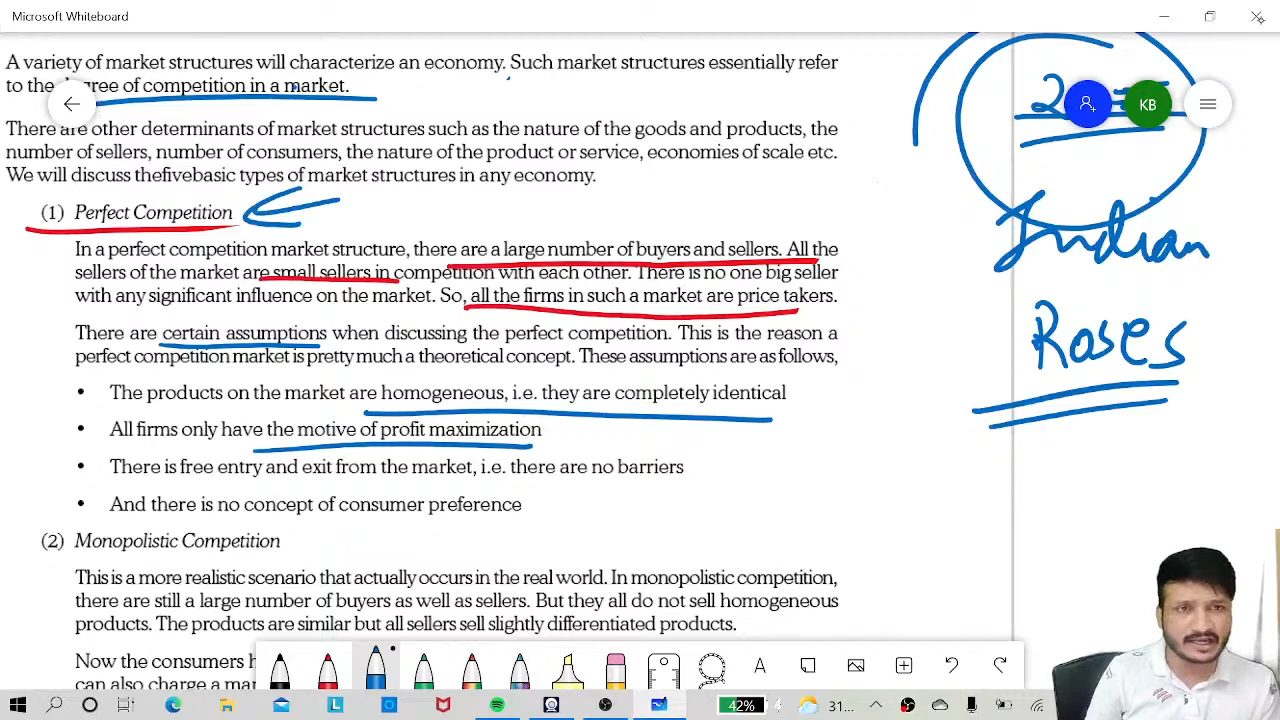 Microsoft Whiteboard
A variety of market structures will characterize an economy. Such market structures essentially refer
to the degree of competition in a market.
There are other determinants of market structures such as the nature of the goods and products, the
number of sellers, number of consumers, the nature of the product or service, economies of scale etc.
We will discuss thefivebasic types of market structures in any economy.
(1) Perfect Competition
In a perfect competition market structure, there are a large number of buyers and sellers. All the
sellers of the market are small sellers in competition with each other. There is no one big seller
with any significant influence on the market. So, all the firms in such a market are price takers.
There are certain assumptions when discussing the perfect competition. This is the reason a
perfect competition market is pretty much a theoretical concept. These assumptions are as follows,
• The products on the market are homogeneous, i.e. they are completely identical
• All firms only have the motive of profit maximization
• There is free entry and exit from the market, i.e. there are no barriers
• And there is no concept of consumer preference
(2) Monopolistic Competition
This is a more realistic scenario that actually occurs in the real world. In monopolistic competition,
there are still a large number of buyers as well as sellers. But they all do not sell homogeneous
products. The products are similar but all sellers sell slightly differentiated products.
Now the consumers
can also charge a
KB
Indian
Roses
42%
31...